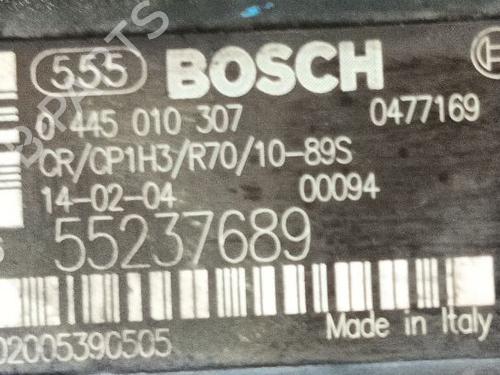 555 BOSCH
0 445 010 307 0477169
CR/CP1H3/R70/10-89S
14-02-04 00094
55237689
02005390505 Made in Italy
B PARTS